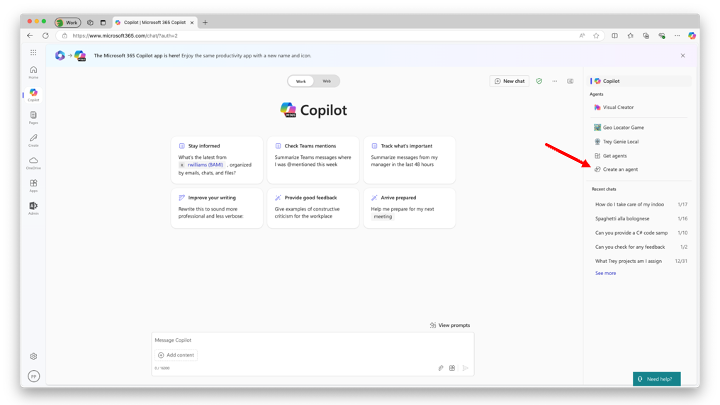 Work
Copilot | Microsoft 365 Copilot
https://www.microsoft365.com/chat/?auth=2
The Microsoft 365 Copilot app is here! Enjoy the same productivity app with a new name and icon.
Home
Copilot
Pages
Create
OneDrive
Apps
Admin
PP
Work
Web
New chat
Copilot
Stay informed
What's the latest from
rwilliams (BAMI) , organized
by emails, chats, and files?
Check Teams mentions
Summarize Teams messages where
I was @mentioned this week
Track what's important
Summarize messages from my
manager in the last 48 hours
Improve your writing
Rewrite this to sound more
professional and less verbose:
Provide good feedback
Give examples of constructive
criticism for the workplace
Arrive prepared
Help me prepare for my next
meeting
View prompts
Message Copilot
Add content
Copilot
Agents
Visual Creator
Geo Locator Game
Trey Genie Local
Get agents
Create an agent
Recent chats
How do I take care of my indoo 1/17
Spaghetti alla bolognese 1/16
Can you provide a C# code samp 1/10
Can you check for any feedback 1/2
What Trey projects am I assign 12/31
See more
Need help?